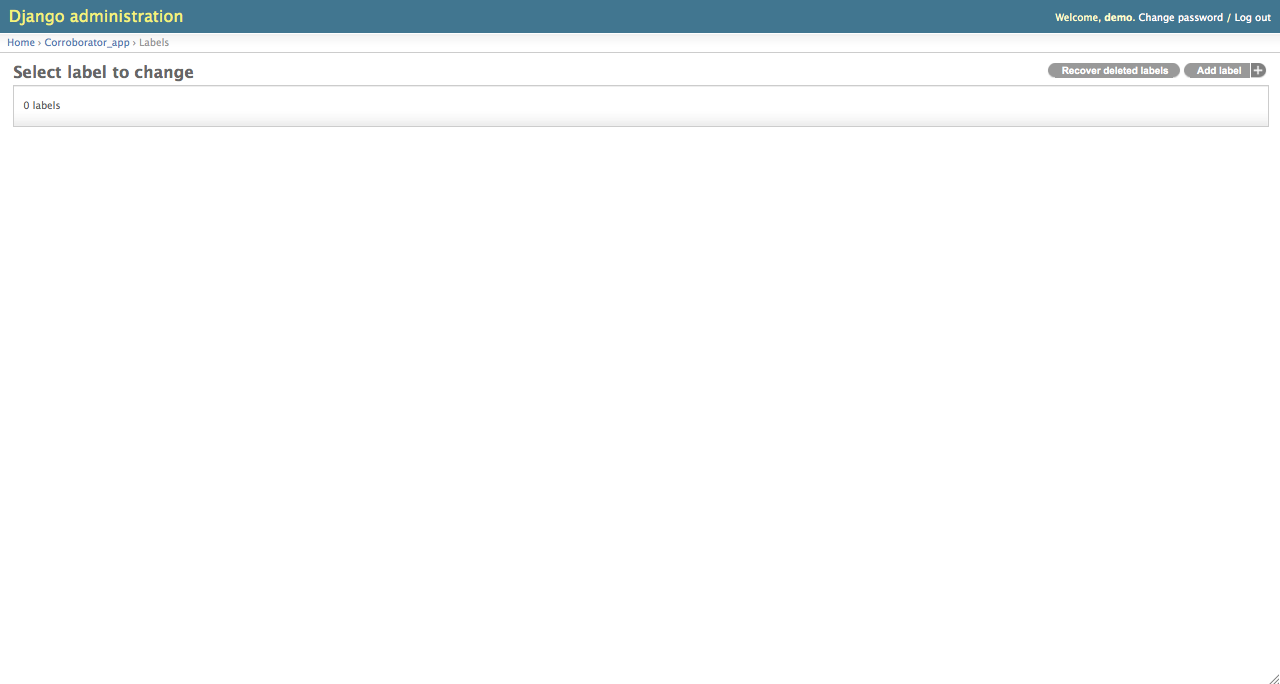 Django administration
Welcome, demo. Change password / Log out
Home › Corroborator_app › Labels
Select label to change
Recover deleted labels
Add label
0 labels